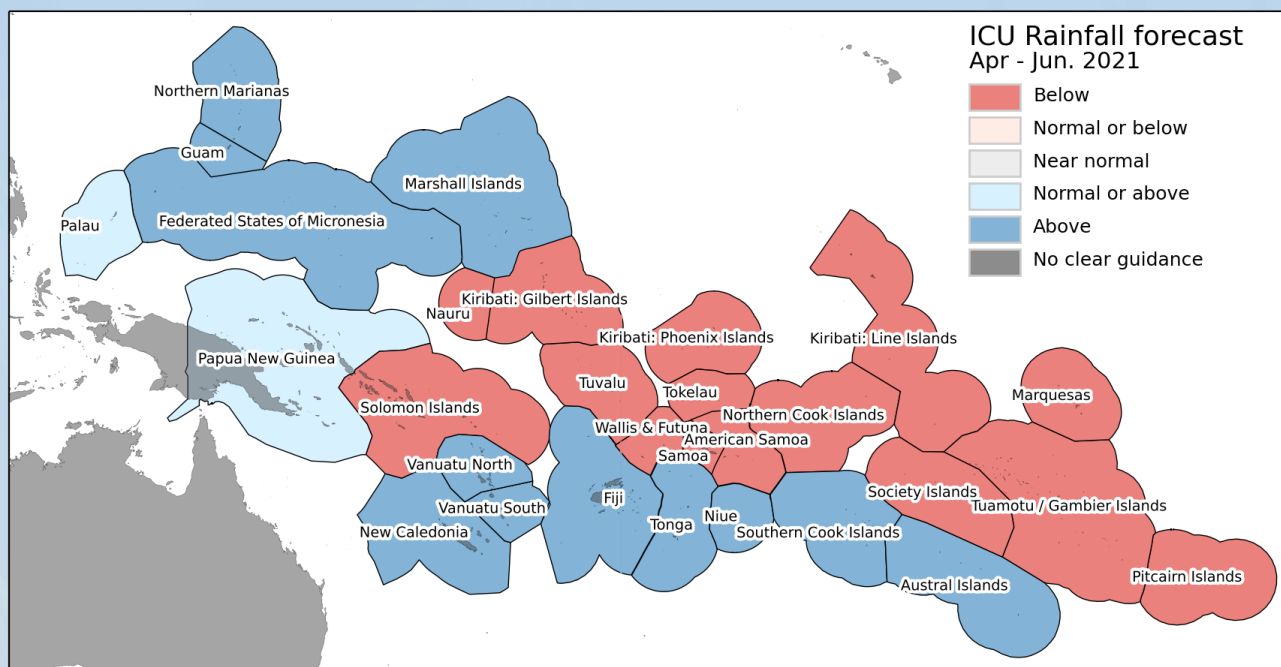 ICU Rainfall forecast
Apr - Jun. 2021
Below
Normal or below
Near normal
Normal or above
Above
No clear guidance
Northern Marianas
Guam
Marshall Islands
Palau
Federated States of Micronesia
Nauru
Kiribati: Gilbert Islands
Kiribati: Phoenix Islands
Kiribati: Line Islands
Papua New Guinea
Tuvalu
Tokelau
Marquesas
Solomon Islands
Northern Cook Islands
Wallis & Futuna
American Samoa
Samoa
Vanuatu North
Fiji
Society Islands
Vanuatu South
Tuamotu / Gambier Islands
Niue
Tonga
New Caledonia
Southern Cook Islands
Pitcairn Islands
Austral Islands